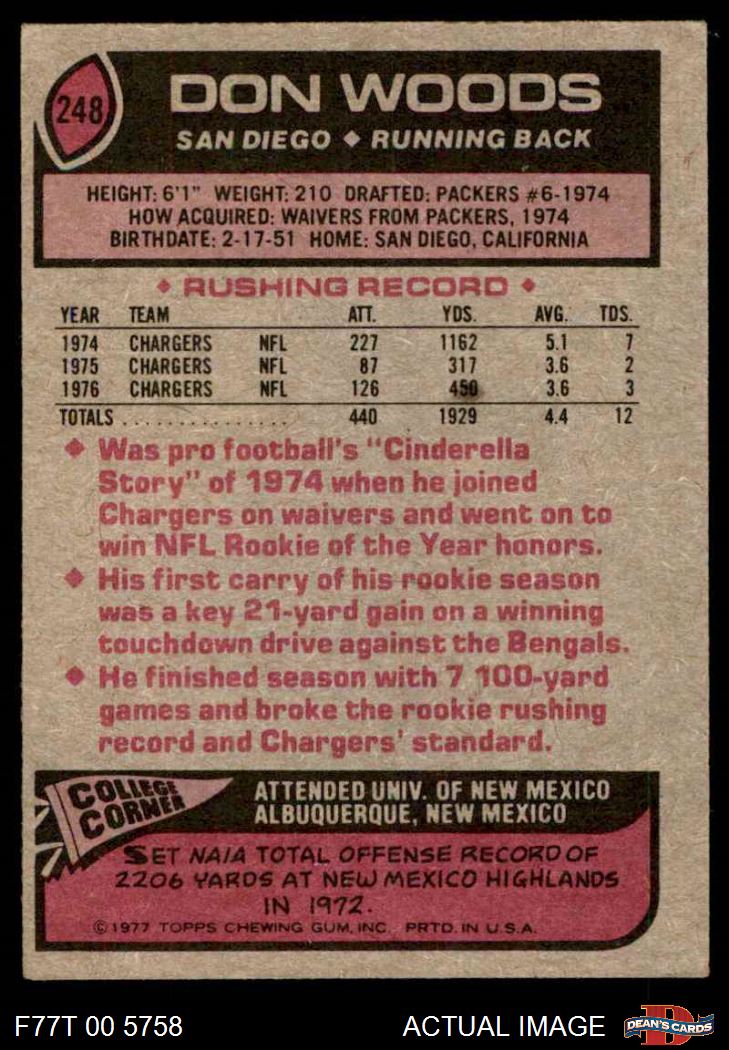 248
DON WOODS
SAN DIEGO ◆ RUNNING BACK
HEIGHT: 6'1" WEIGHT: 210 DRAFTED: PACKERS #6-1974
HOW ACQUIRED: WAIVERS FROM PACKERS, 1974
BIRTHDATE: 2-17-51 HOME: SAN DIEGO, CALIFORNIA
◆ RUSHING RECORD ◆
YEAR TEAM ATT. YDS. AVG. TDS.
1974 CHARGERS NFL 227 1162 5.1 7
1975 CHARGERS NFL 87 317 3.6 2
1976 CHARGERS NFL 126 450 3.6 3
TOTALS . . . . . . . . . . . . . . . 440 1929 4.4 12
◆ Was pro football's "Cinderella
Story" of 1974 when he joined
Chargers on waivers and went on to
win NFL Rookie of the Year honors.
◆ His first carry of his rookie season
was a key 21-yard gain on a winning
touchdown drive against the Bengals.
◆ He finished season with 7 100-yard
games and broke the rookie rushing
record and Chargers' standard.
COLLEGE
CORNER
ATTENDED UNIV. OF NEW MEXICO
ALBUQUERQUE, NEW MEXICO
SET NAIA TOTAL OFFENSE RECORD OF
2206 YARDS AT NEW MEXICO HIGHLANDS
IN 1972.
©1977 TOPPS CHEWING GUM, INC. PRTD. IN U.S.A.
F77T 00 5758
ACTUAL IMAGE
D
DEAN'S CARDS